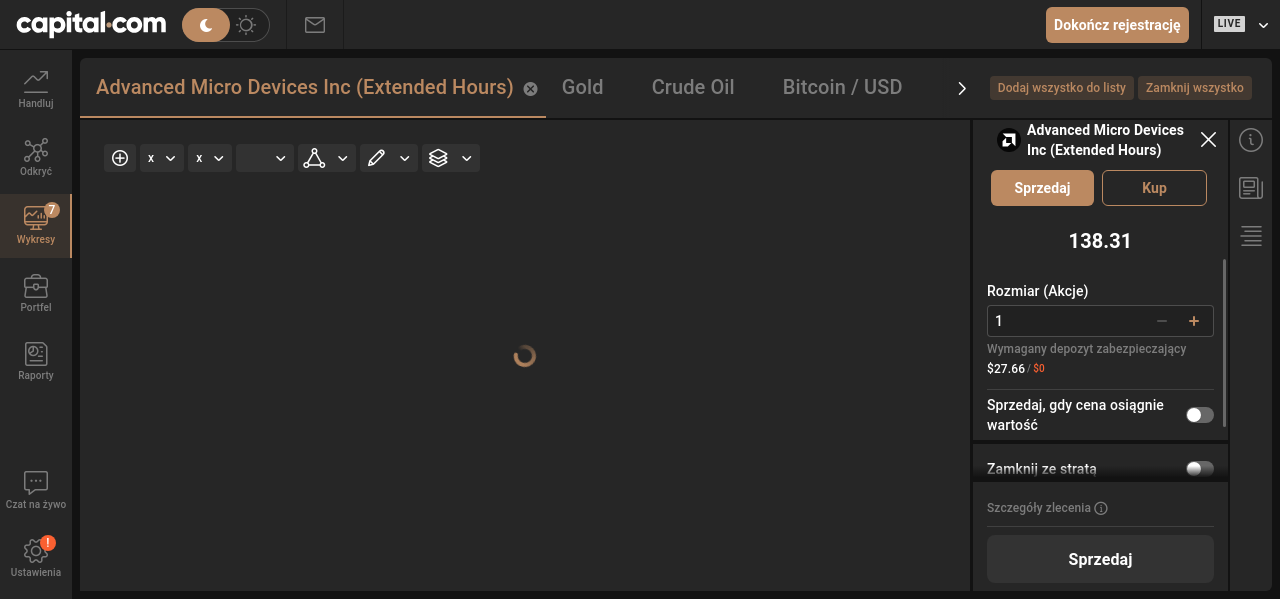 capital.com
Dokończ rejestrację
LIVE
Handluj
Odkryć
7
Wykresy
Portfel
Raporty
Czat na żywo
!
Ustawienia
Advanced Micro Devices Inc (Extended Hours)
Gold
Crude Oil
Bitcoin / USD
Dodaj wszystko do listy
Zamknij wszystko
x
x
Advanced Micro Devices
Inc (Extended Hours)
Sprzedaj
Kup
138.31
Rozmiar (Akcje)
1
Wymagany depozyt zabezpieczający
$27.66 / $0
Sprzedaj, gdy cena osiągnie
wartość
Zamknij ze stratą
Szczegóły zlecenia
Sprzedaj